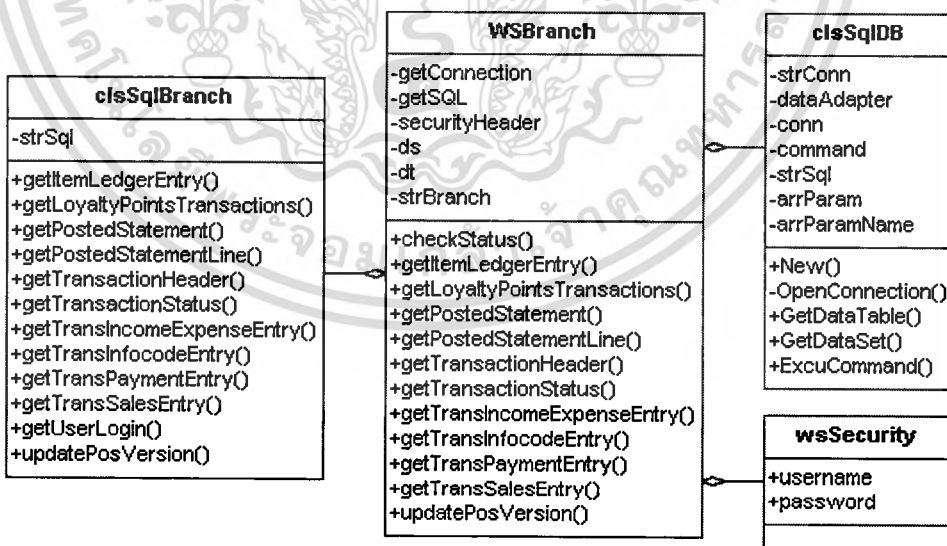 clsSqlBranch
-strSql
+getItemLedgerEntry()
+getLoyaltyPointsTransactions()
+getPostedStatement()
+getPostedStatementLine()
+getTransactionHeader()
+getTransactionStatus()
+getTransIncomeExpenseEntry()
+getTransInfocodeEntry()
+getTransPaymentEntry()
+getTransSalesEntry()
+getUserLogin()
+updatePosVersion()
WSBranch
-getConnection
-getSQL
-securityHeader
-ds
-dt
-strBranch
+checkStatus()
+getItemLedgerEntry()
+getLoyaltyPointsTransactions()
+getPostedStatement()
+getPostedStatementLine()
+getTransactionHeader()
+getTransactionStatus()
+getTransIncomeExpenseEntry()
+getTransInfocodeEntry()
+getTransPaymentEntry()
+getTransSalesEntry()
+updatePosVersion()
clsSqlDB
-strConn
-dataAdapter
-conn
-command
-strSql
-arrParam
-arrParamName
+New()
-OpenConnection()
+GetDataTable()
+GetDataSet()
+ExcuCommand()
wsSecurity
+username
+password